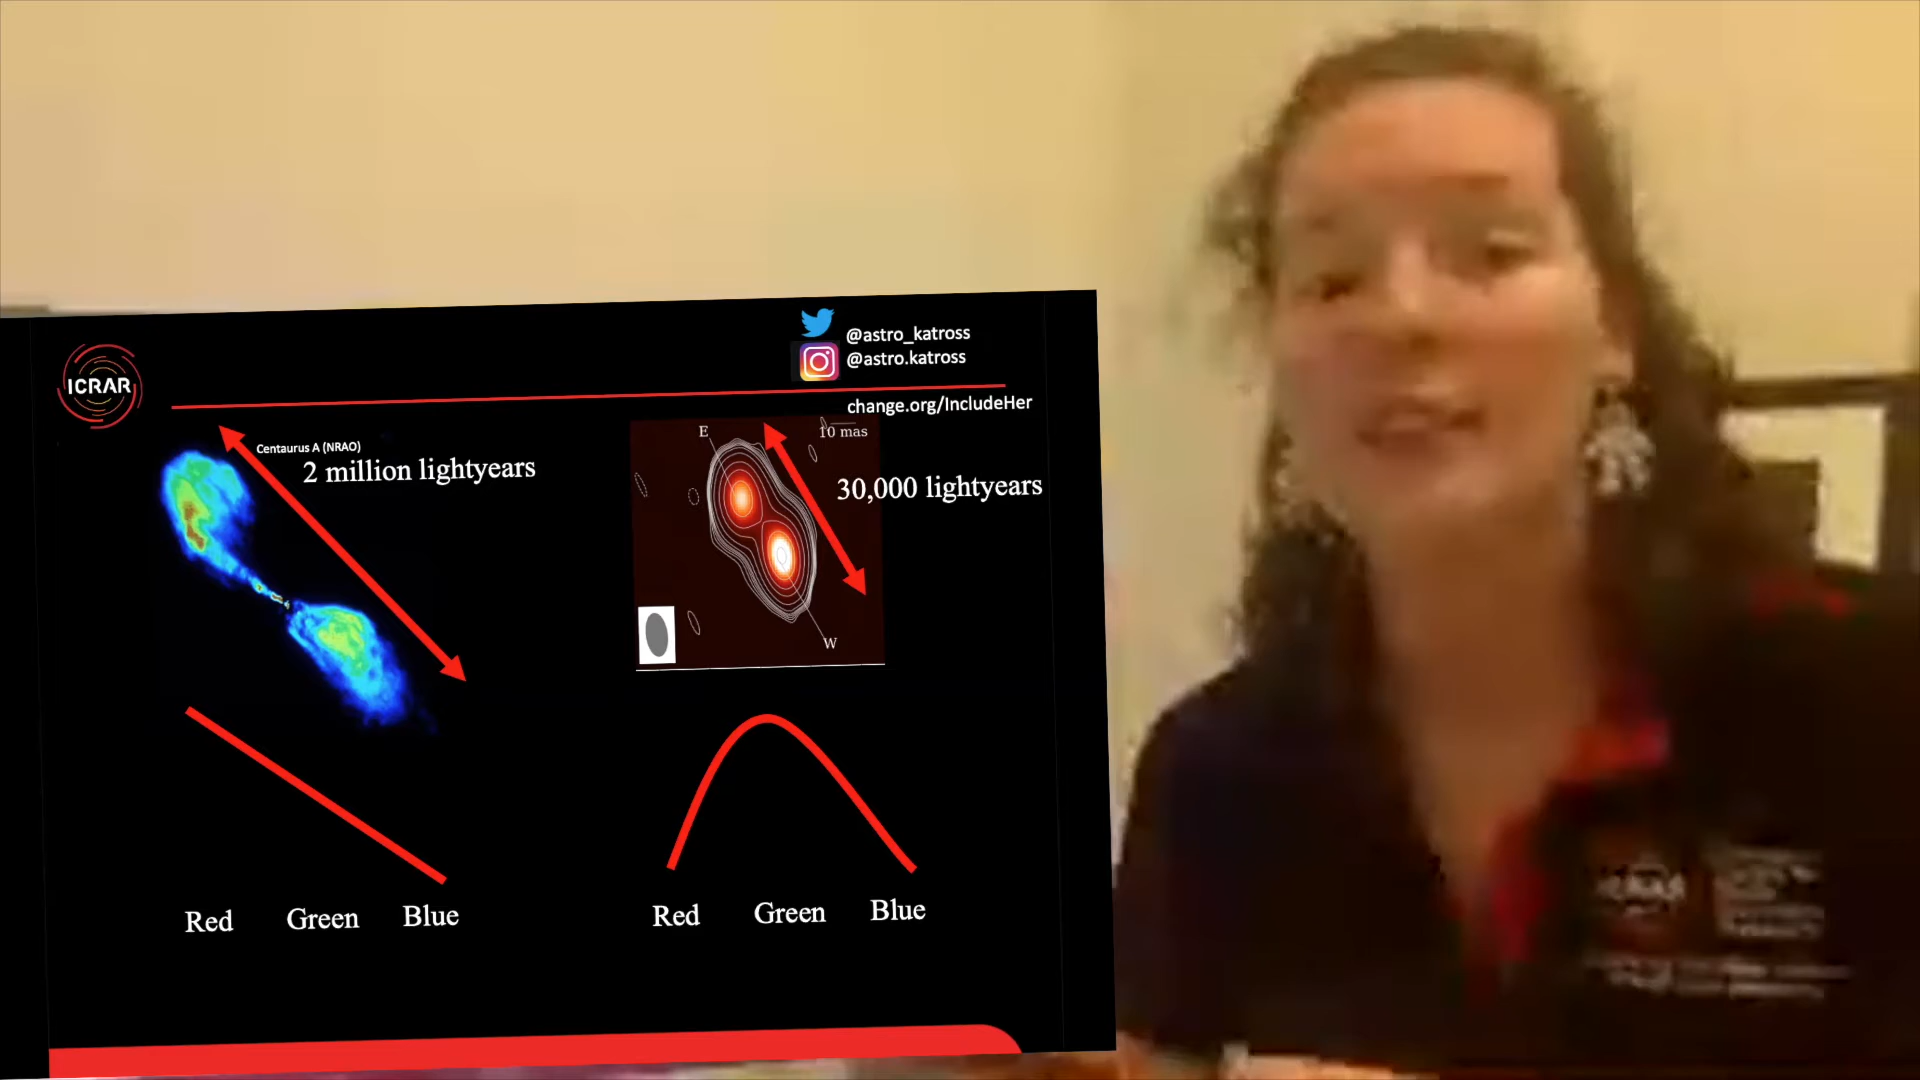 ICRAR
@astro_katross
@astro.katross
change.org/IncludeHer
Centaurus A (NRAO)
2 million lightyears
E
10 mas
30,000 lightyears
W
Red Green Blue
Red Green Blue
ICRAR